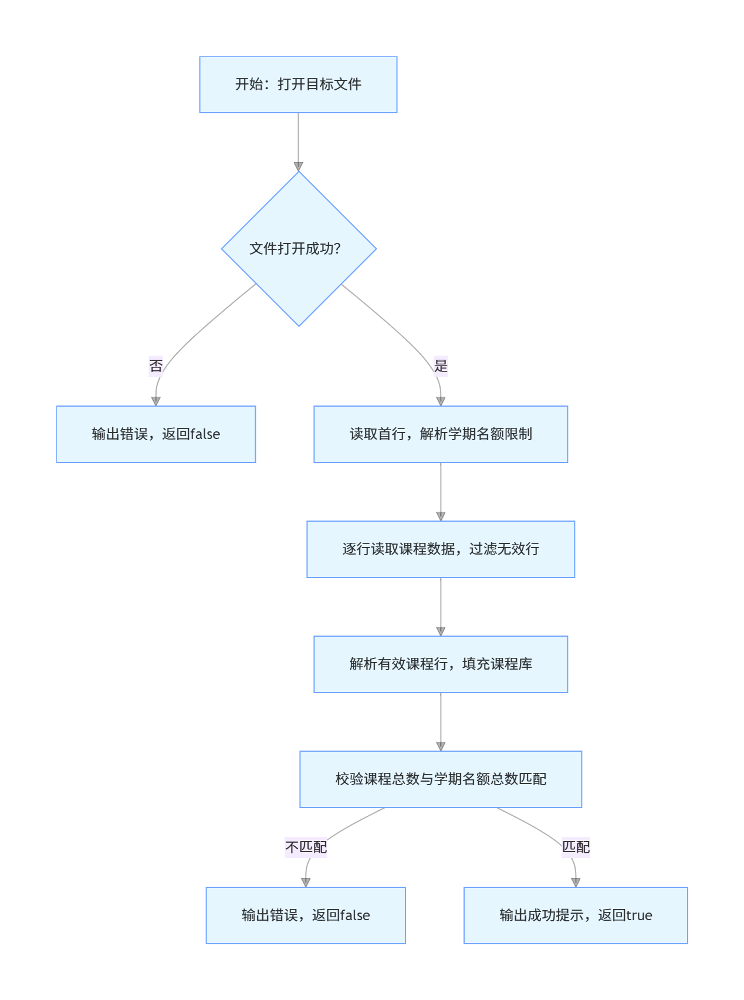 开始：打开目标文件
文件打开成功？
否
是
输出错误，返回false
读取首行，解析学期名额限制
逐行读取课程数据，过滤无效行
解析有效课程行，填充课程库
校验课程总数与学期名额总数匹配
不匹配
匹配
输出错误，返回false
输出成功提示，返回true